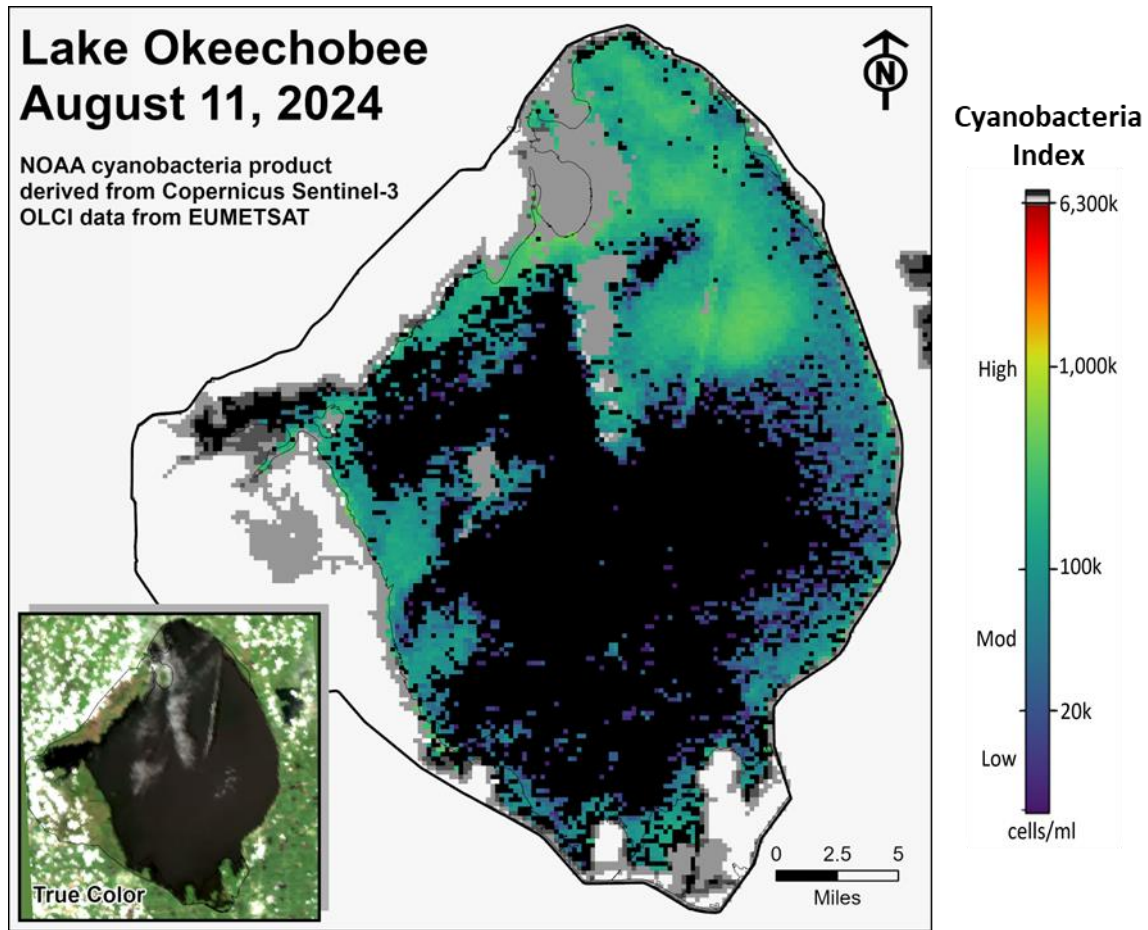 Lake Okeechobee
August 11, 2024
NOAA cyanobacteria product
derived from Copernicus Sentinel-3
OLCI data from EUMETSAT
N
Cyanobacteria
Index
6,300k
High
1,000k
100k
Mod
20k
Low
cells/ml
True Color
0 2.5 5
Miles